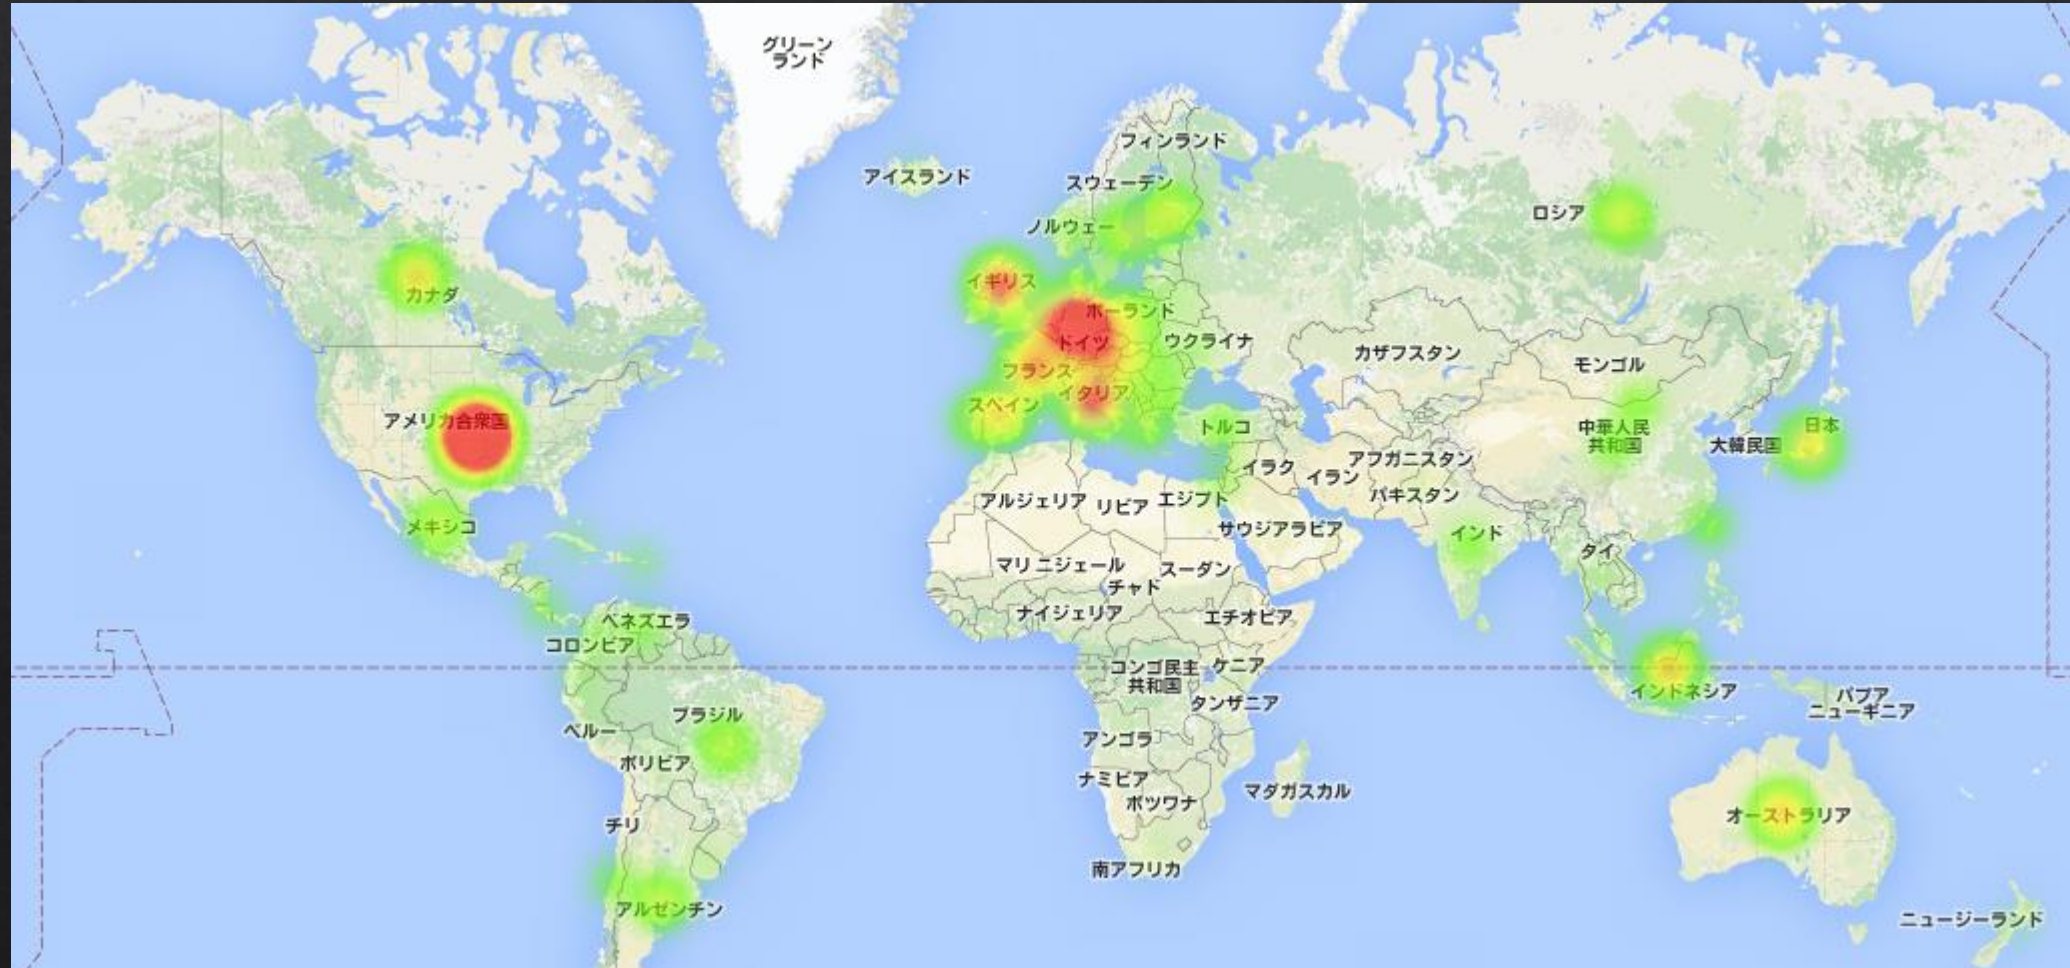 グリーン
ランド
フィンランド
アイスランド
スウェーデン
ロシア
ノルウェー
イギリス
カナダ
ポーランド
ドイツ
ウクライナ
カザフスタン
モンゴル
フランス
イタリア
スペイン
アメリカ合衆国
トルコ
中華人民
共和国
日本
大韓民国
アフガニスタン
イラク
イラン
パキスタン
アルジェリア
リビア
エジプト
メキシコ
サウジアラビア
インド
タイ
マリ
ニジェール
スーダン
チャド
ナイジェリア
エチオピア
ベネズエラ
コロンビア
コンゴ民主
共和国
ケニア
インドネシア
パプア
ニューギニア
タンザニア
ブラジル
ペルー
アンゴラ
ボリビア
ナミビア
ボツワナ
マダガスカル
オーストラリア
チリ
南アフリカ
アルゼンチン
ニュージーランド